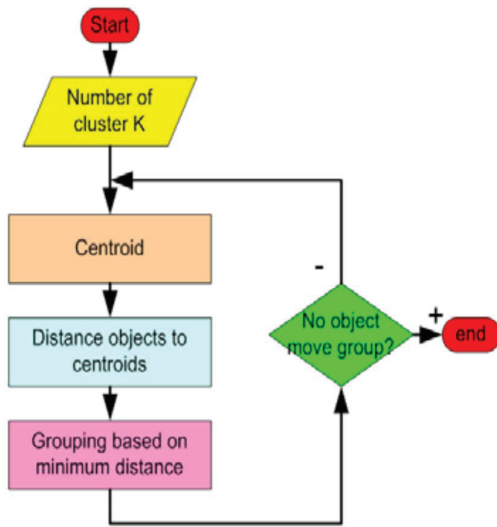 Start
Number of
cluster K
Centroid
Distance objects to
centroids
Grouping based on
minimum distance
-
No object
move group?
+
end